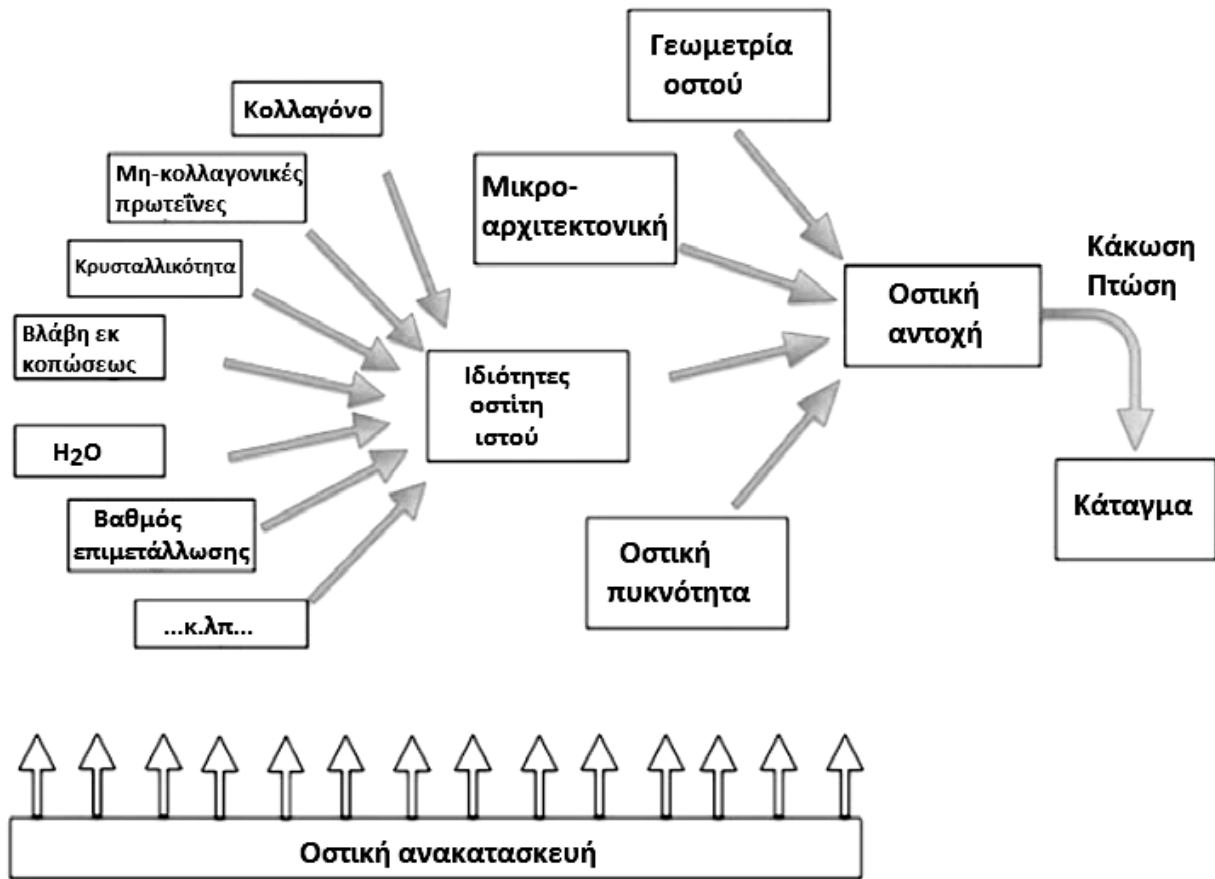 Γεωμετρία
οστού
Κολλαγόνο
Μη-κολλαγονικές
πρωτεΐνες
Μικρο-
αρχιτεκτονική
Κρυσταλλικότητα
Κάκωση
Πτώση
Οστική
αντοχή
Βλάβη εκ
κοπώσεως
Ιδιότητες
οστίτη
ιστού
H2O
Βαθμός
επιμετάλλωσης
Κάταγμα
Οστική
πυκνότητα
...κ.λπ...
Οστική ανακατασκευή